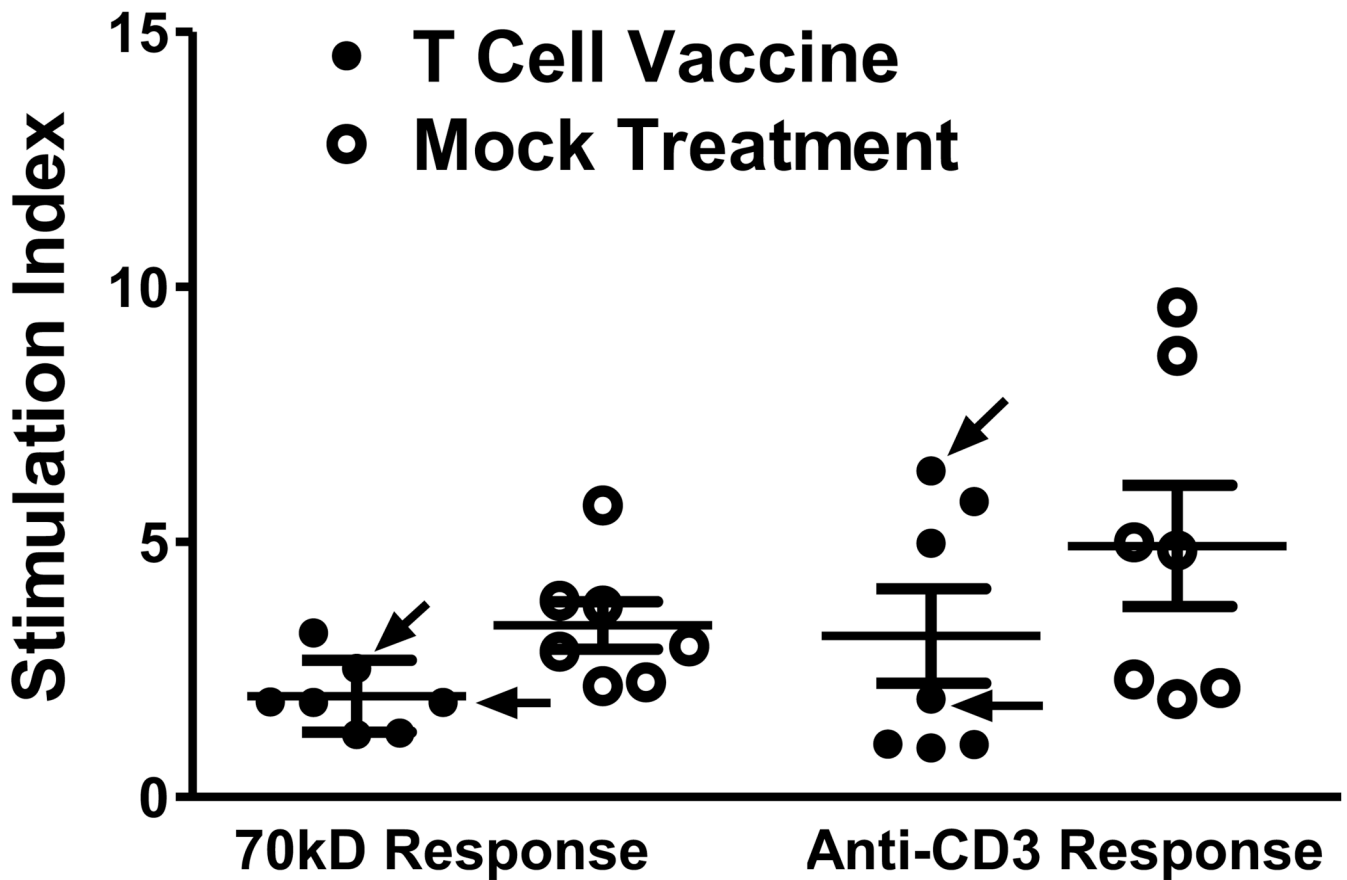 15
T Cell Vaccine
Mock Treatment
Stimulation Index
10
5
0
70kD Response
Anti-CD3 Response